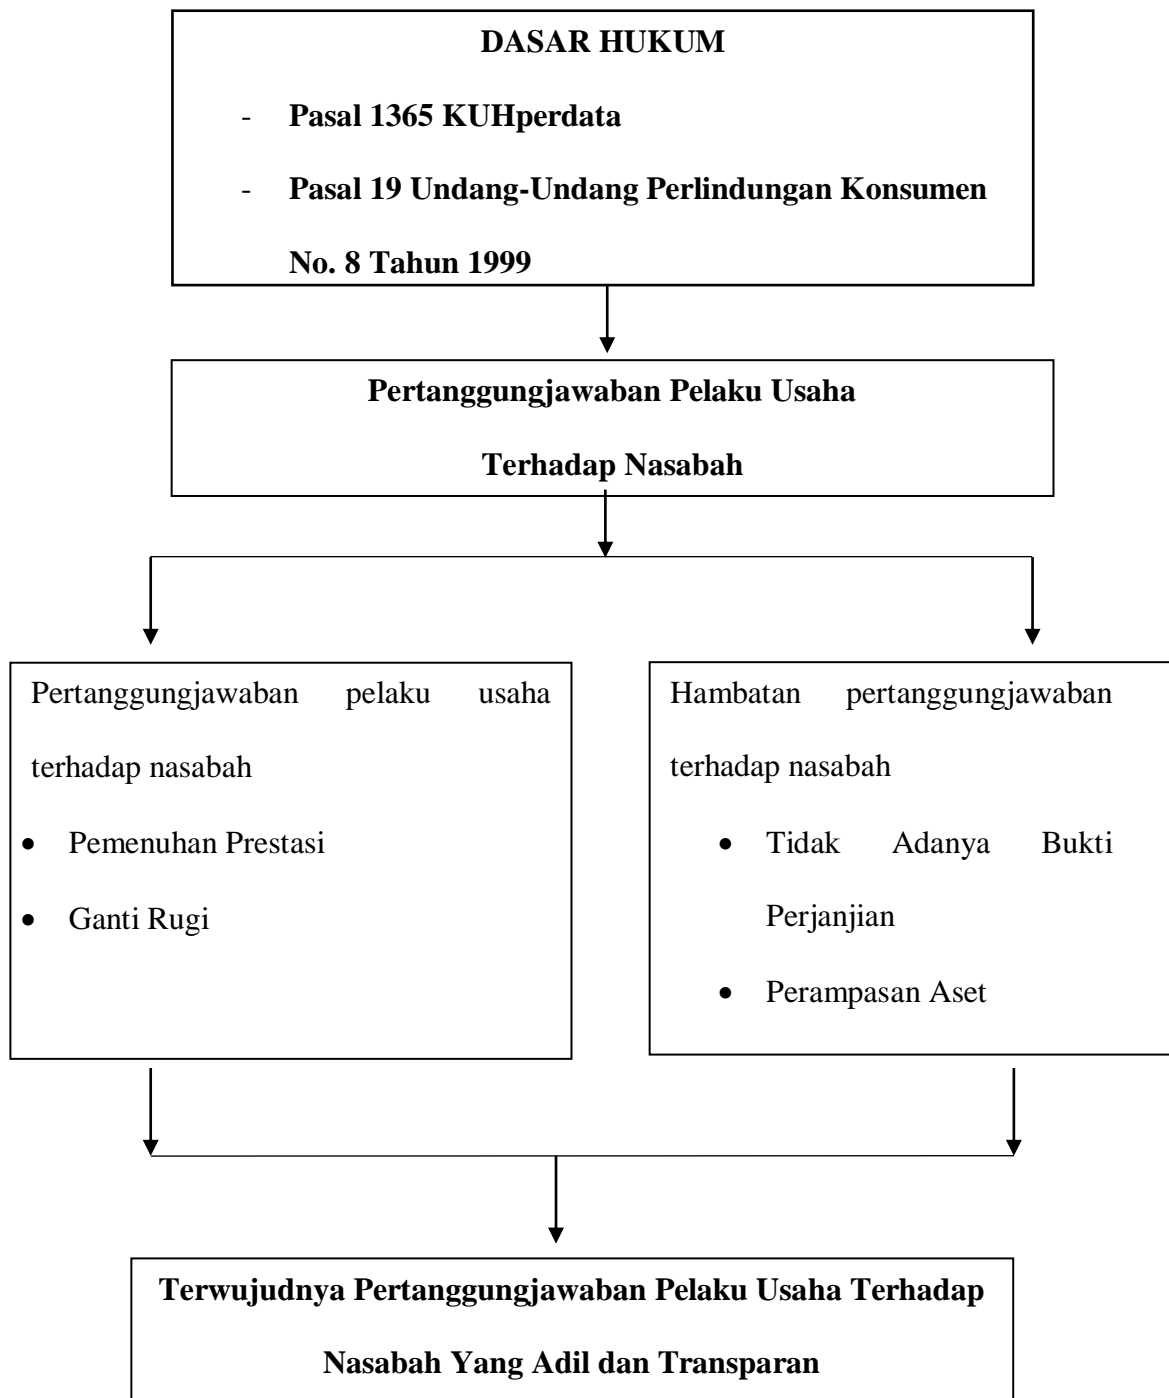 DASAR HUKUM
- Pasal 1365 KUHperdata
- Pasal 19 Undang-Undang Perlindungan Konsumen
No. 8 Tahun 1999
Pertanggungjawaban Pelaku Usaha
Terhadap Nasabah
Pertanggungjawaban pelaku usaha
terhadap nasabah
• Pemenuhan Prestasi
• Ganti Rugi
Hambatan pertanggungjawaban
terhadap nasabah
• Tidak Adanya Bukti
Perjanjian
• Perampasan Aset
Terwujudnya Pertanggungjawaban Pelaku Usaha Terhadap
Nasabah Yang Adil dan Transparan